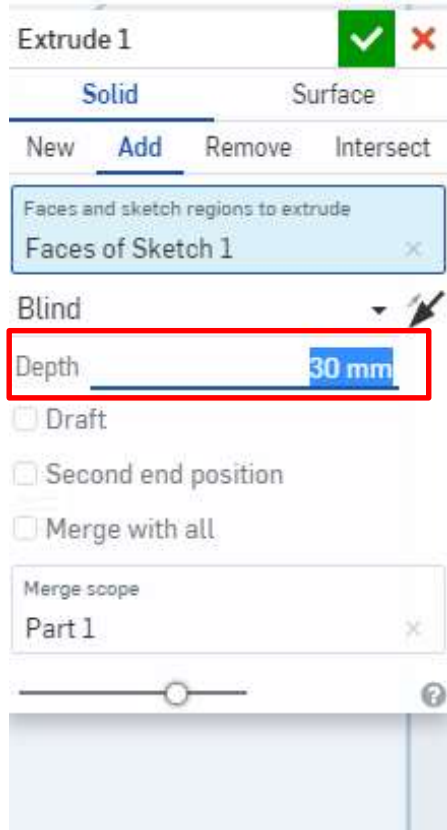 Extrude 1
Solid Surface
New Add Remove Intersect
Faces and sketch regions to extrude
Faces of Sketch 1
Blind
Depth 30 mm
Draft
Second end position
Merge with all
Merge scope
Part 1
?